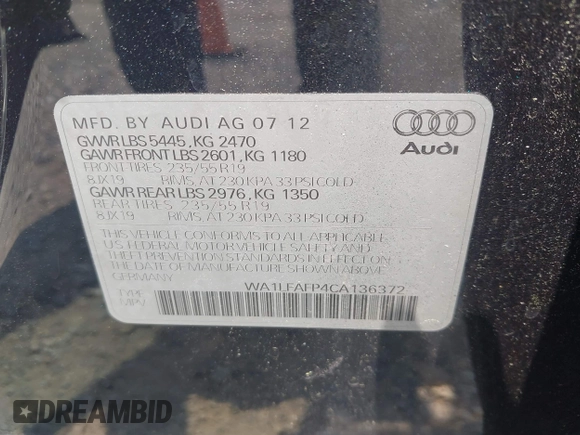 MFD. BY AUDI AG 07 12
GVWR LBS 5445, KG 2470
GAWR FRONT LBS 2601, KG 1180
FRONT TIRES 235/55 R19
8JX19 RIMS, AT 230 KPA 33 PSI COLD
GAWR REAR LBS 2976, KG 1350
REAR TIRES 235/55 R19
8JX19 RIMS, AT 230 KPA 33 PSI COLD
Audi
THIS VEHICLE CONFORMS TO ALL APPLICABLE
U.S. FEDERAL MOTOR VEHICLE SAFETY AND
THEFT PREVENTION STANDARDS IN EFFECT ON
THE DATE OF MANUFACTURE SHOWN ABOVE
GERMANY
WA1LFAFP4CA136372
TYPE
MPV
DREAMBID